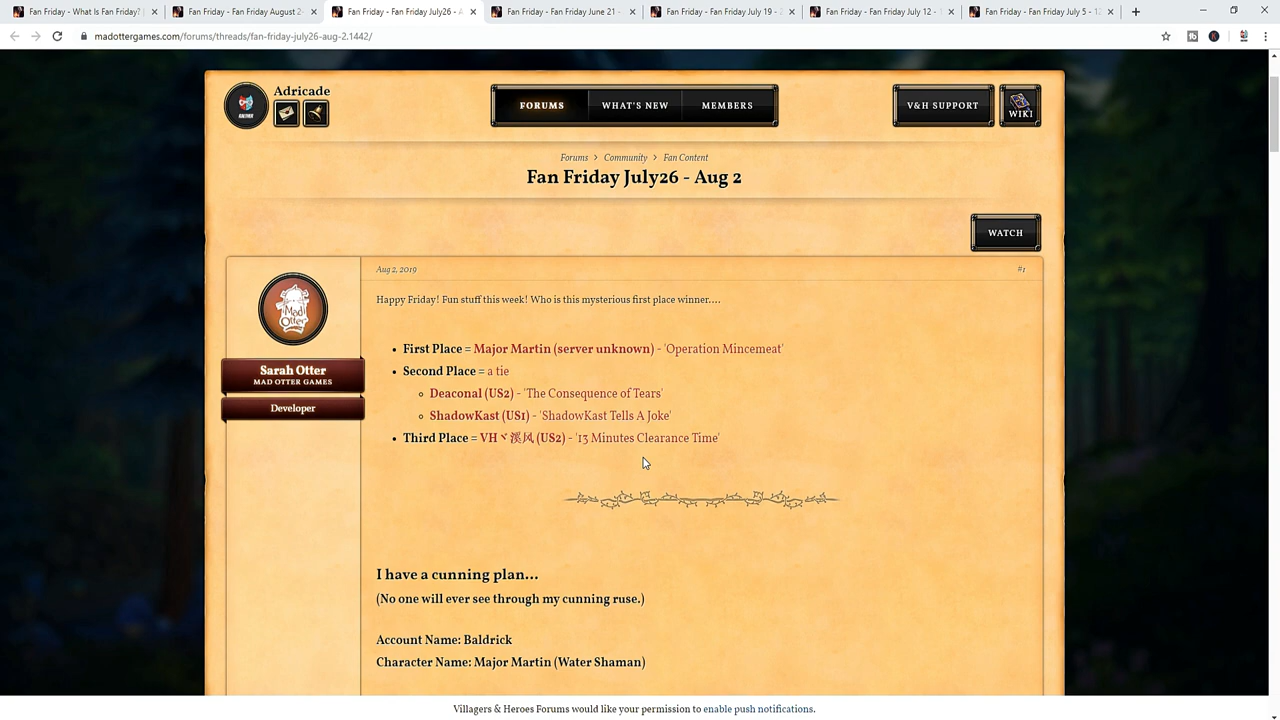 Fan Friday - What Is Fan Friday?
Fan Friday - Fan Friday August 2
Fan Friday - Fan Friday July26 - A
Fan Friday - Fan Friday June 21 -
Fan Friday - Fan Friday July 19 - 2
Fan Friday - Fan Friday July 12 - 1
Fan Friday - Fan Friday July 5 - 12
madottergames.com/forums/threads/fan-friday-july26-aug-2.1442/
Adricade
FORUMS
WHAT'S NEW
MEMBERS
V&H SUPPORT
WIKI
Forums > Community > Fan Content
Fan Friday July26 - Aug 2
WATCH
Aug 2, 2019
#1
Mad Otter
Sarah Otter
MAD OTTER GAMES
Developer
Happy Friday! Fun stuff this week! Who is this mysterious first place winner....
• First Place = Major Martin (server unknown) - 'Operation Mincemeat'
• Second Place = a tie
Deaconal (US2) - 'The Consequence of Tears'
ShadowKast (US1) - 'ShadowKast Tells A Joke'
• Third Place = VH丶溪风 (US2) - '13 Minutes Clearance Time'
I have a cunning plan...
(No one will ever see through my cunning ruse.)
Account Name: Baldrick
Character Name: Major Martin (Water Shaman)
Villagers & Heroes Forums would like your permission to enable push notifications.